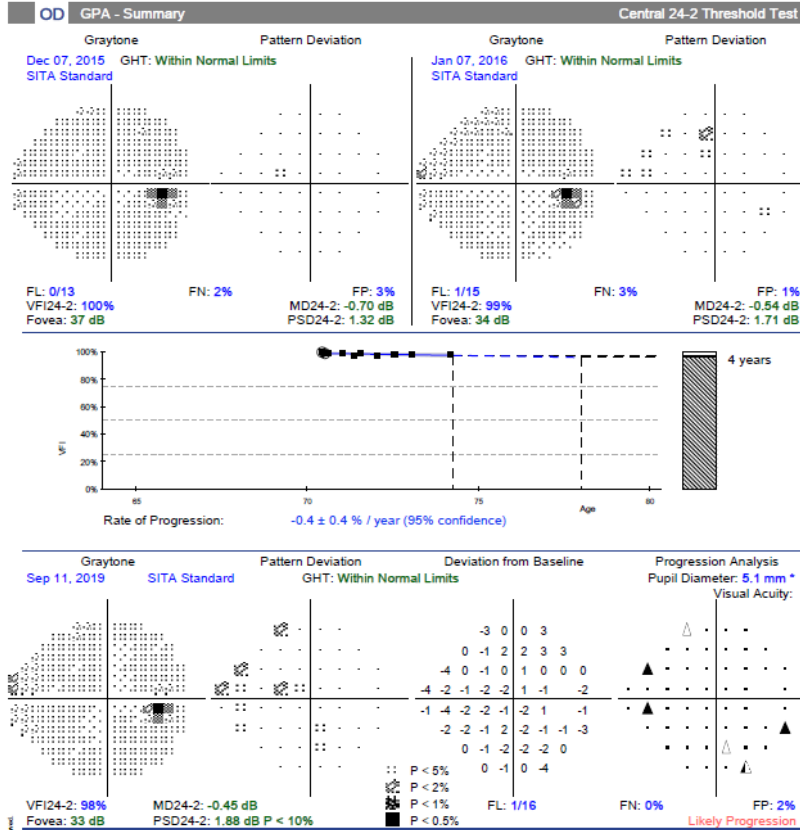 OD GPA - Summary Central 24-2 Threshold Test
Graytone Pattern Deviation Graytone Pattern Deviation
Dec 07, 2015 GHT: Within Normal Limits Jan 07, 2016 GHT: Within Normal Limits
SITA Standard SITA Standard
FL: 0/13 FN: 2% FP: 3% FL: 1/15 FN: 3% FP: 1%
VFI24-2: 100% MD24-2: -0.70 dB VFI24-2: 99% MD24-2: -0.54 dB
Fovea: 37 dB PSD24-2: 1.32 dB Fovea: 34 dB PSD24-2: 1.71 dB
100%
80%
60%
40%
20%
0%
VFI
65 70 75 80
Age
4 years
Rate of Progression: -0.4 ± 0.4 % / year (95% confidence)
Graytone Pattern Deviation Deviation from Baseline Progression Analysis
Sep 11, 2019 SITA Standard GHT: Within Normal Limits Pupil Diameter: 5.1 mm *
Visual Acuity:
-3 0 0 3
0 -1 2 2 3 3
-4 0 -1 0 1 0 0 0
-4 -2 -1 -2 -2 1 -1 -2
-1 -4 -2 -2 -1 -2 1 -1
-2 -2 -1 2 -2 -1 -1 -3
0 -1 -2 -2 -2 0
0 -1 0 -4
P < 5%
P < 2%
P < 1%
P < 0.5%
VFI24-2: 98% MD24-2: -0.45 dB FL: 1/16 FN: 0% FP: 2%
Fovea: 33 dB PSD24-2: 1.88 dB P < 10% Likely Progression